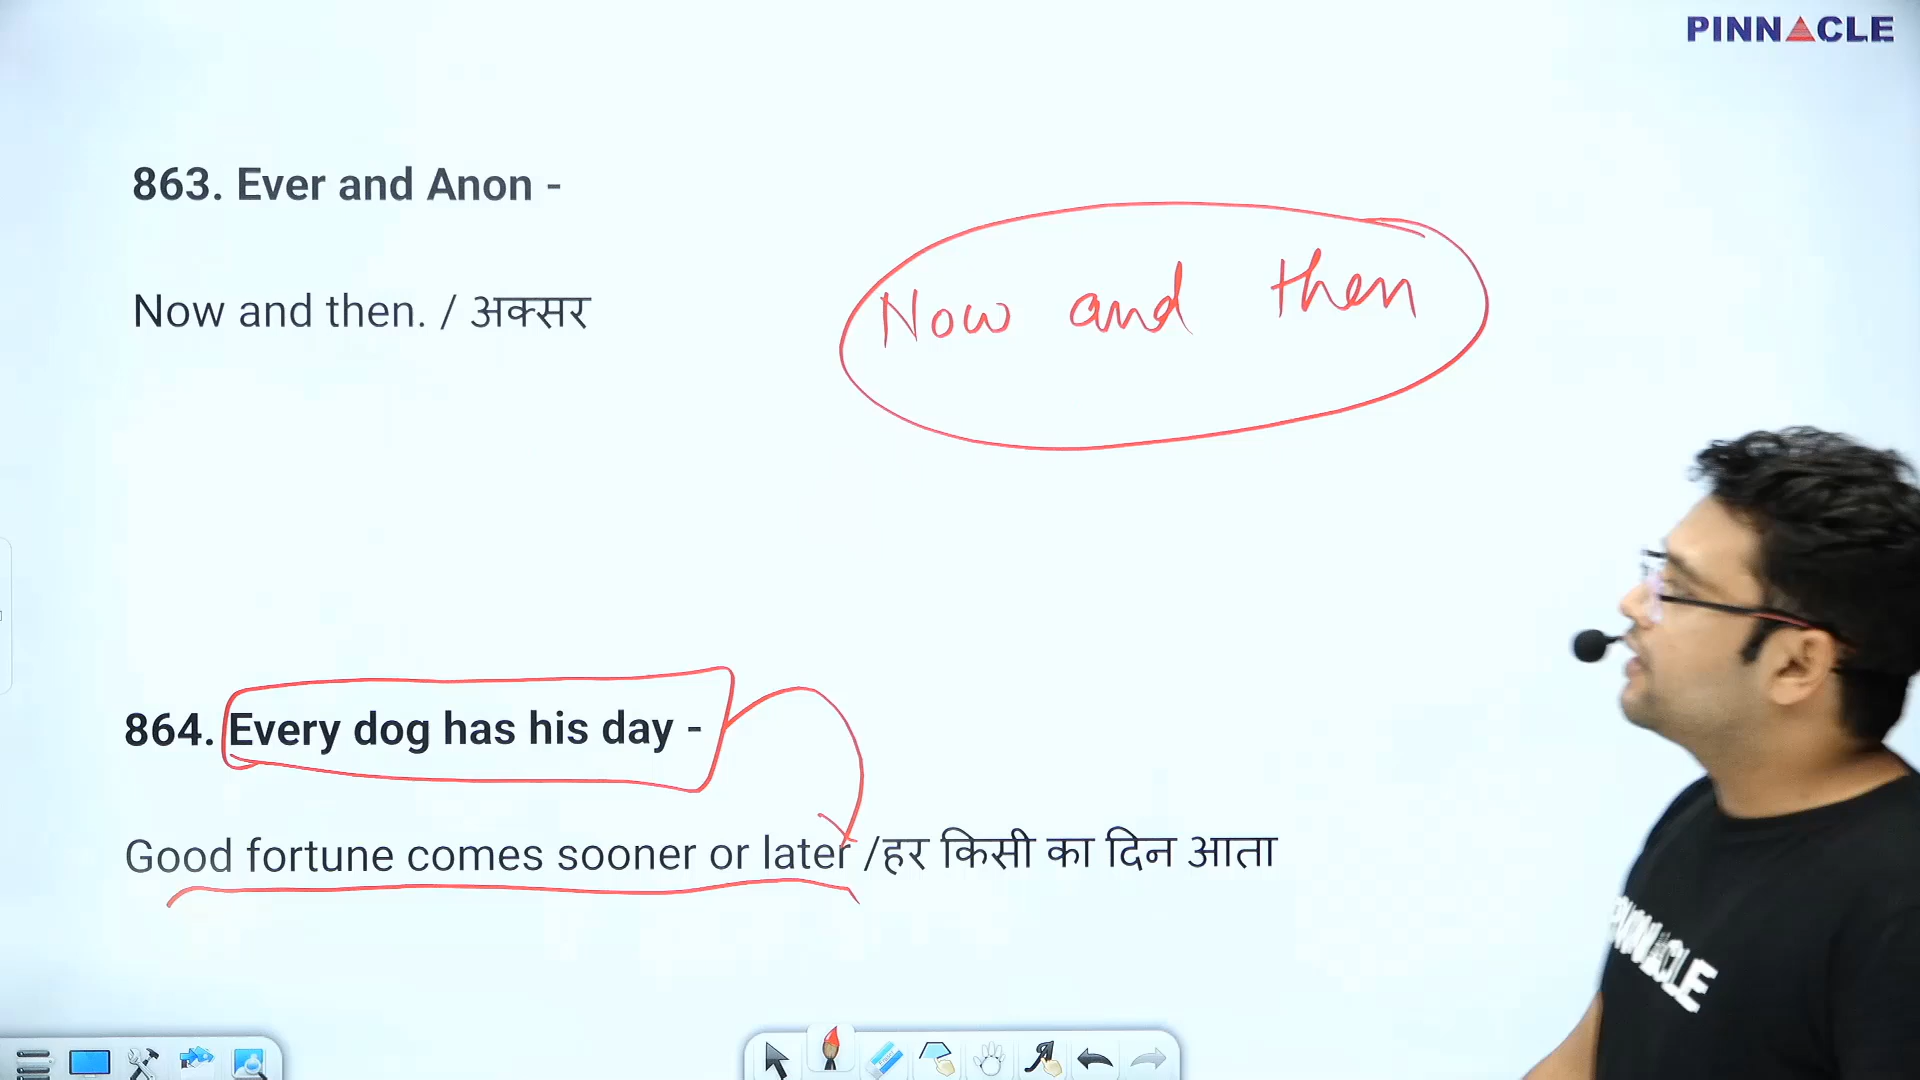 PINNACLE
863. Ever and Anon -
Now and then. / अक्सर
Now and then
864. Every dog has his day -
Good fortune comes sooner or later /हर किसी का दिन आता
PINNACLE